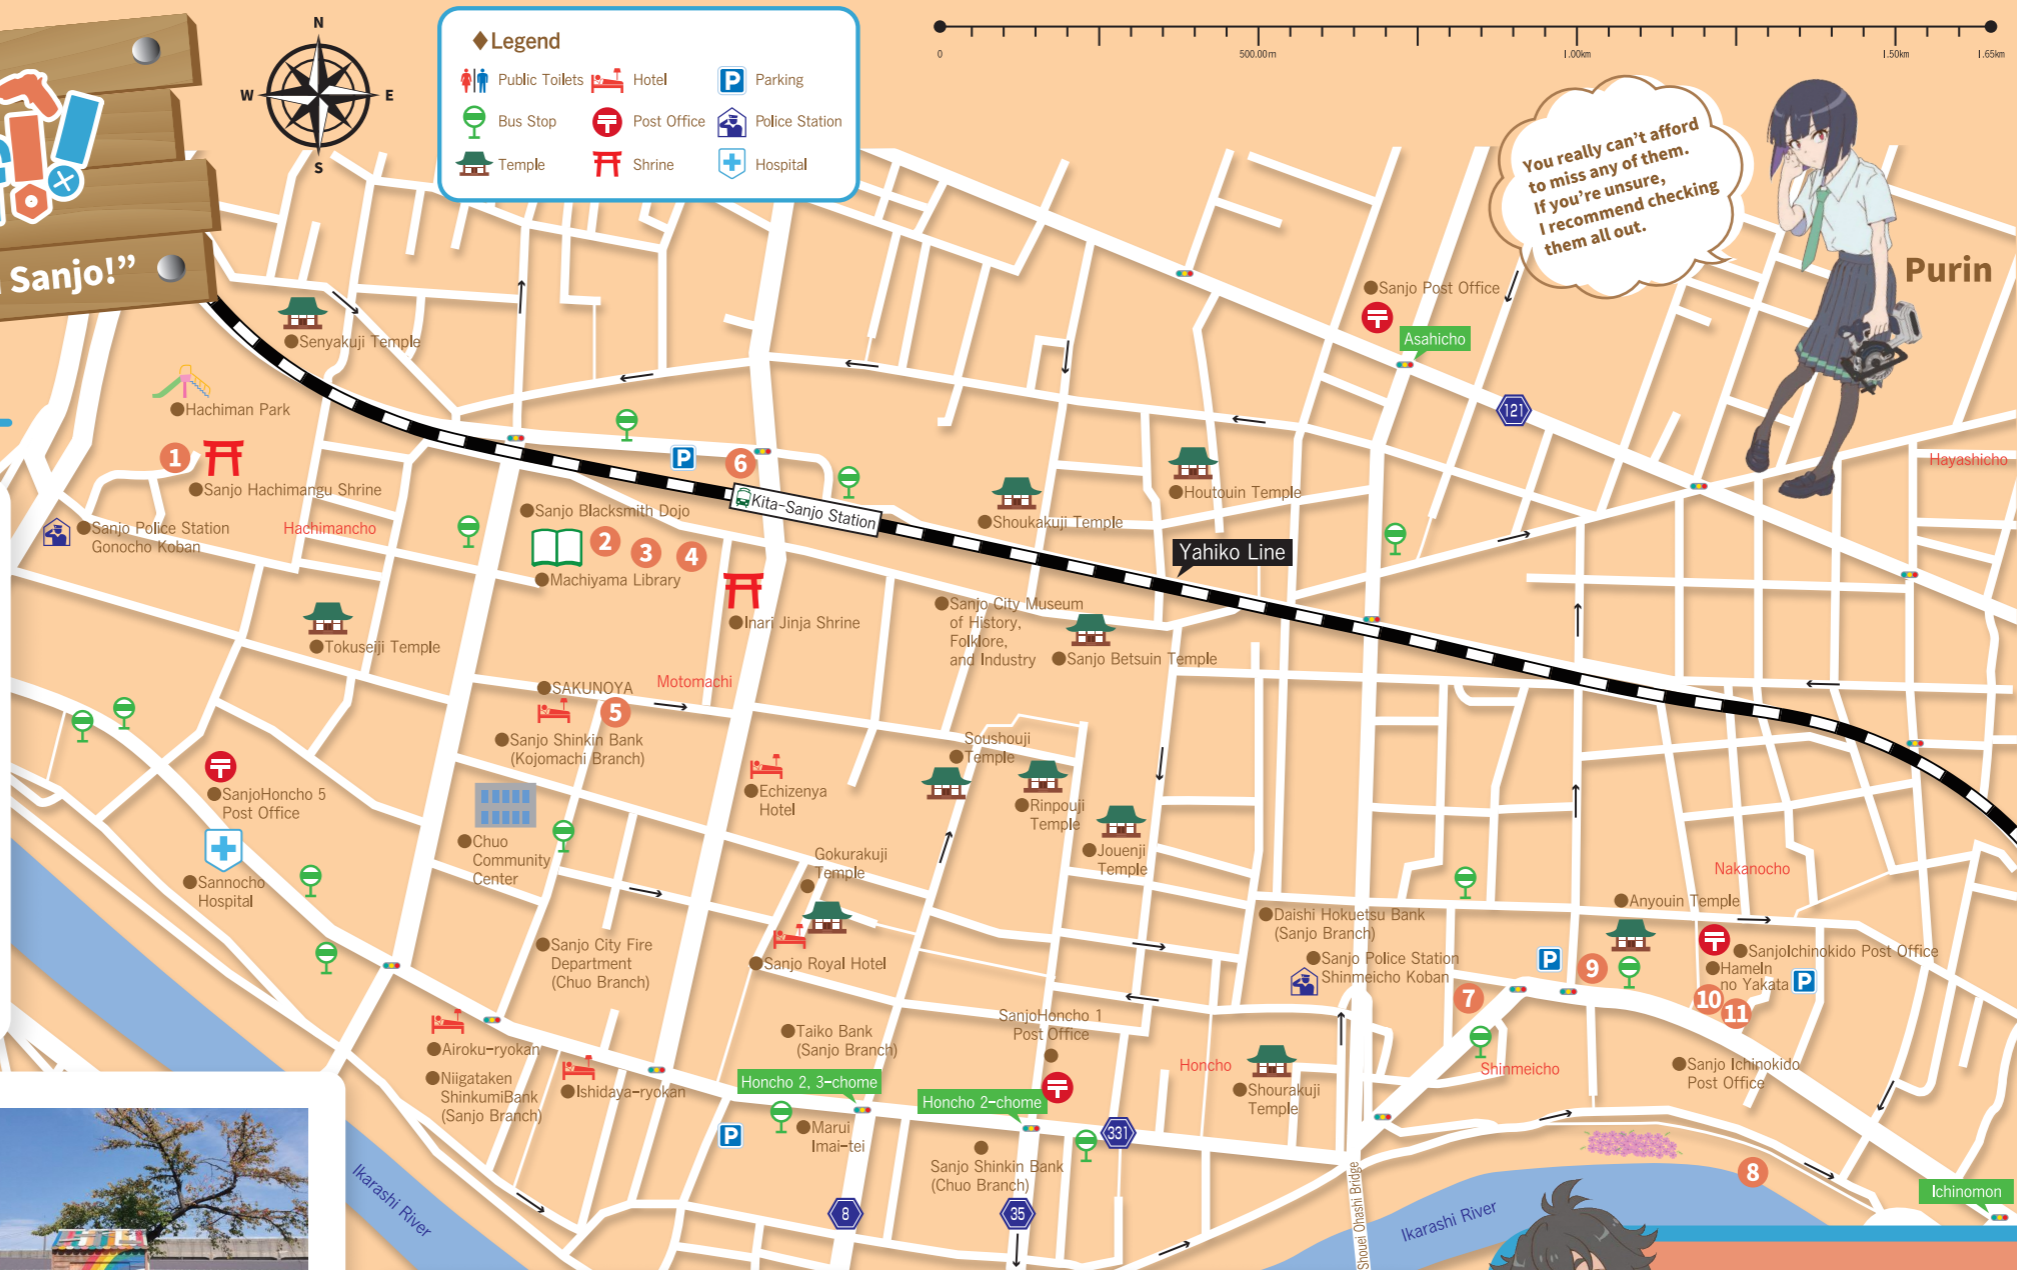 Sanjo!”
N
W
E
S
◆Legend
Public Toilets
Hotel
Parking
Bus Stop
Post Office
Police Station
Temple
Shrine
Hospital
0
500.00m
1.00km
1.50km
1.65km
You really can't afford
to miss any of them.
If you're unsure,
I recommend checking
them all out.
Purin
Senyakuji Temple
Sanjo Post Office
Asahicho
121
Hayashicho
Hachiman Park
1
Sanjo Hachimangu Shrine
6
Kita-Sanjo Station
Houtouin Temple
Shoukakuji Temple
Sanjo Police Station
Gonocho Koban
Hachimancho
Sanjo Blacksmith Dojo
2
3
4
Machiyama Library
Yahiko Line
Inari Jinja Shrine
Sanjo City Museum
of History,
Folklore,
and Industry
Sanjo Betsuin Temple
Tokuseiji Temple
SAKUNOYA
5
Motomachi
Sanjo Shinkin Bank
(Kojomachi Branch)
Soushouji
Temple
SanjoHoncho 5
Post Office
Echizenya
Hotel
Rinpouji
Temple
Jouenji
Temple
Chuo
Community
Center
Gokurakuji
Temple
Sannocho
Hospital
Nakanocho
Anyouin Temple
Daishi Hokuetsu Bank
(Sanjo Branch)
Sanjo City Fire
Department
(Chuo Branch)
Sanjo Royal Hotel
Sanjo Police Station
Shinmeicho Koban
7
9
SanjoIchinokido Post Office
Hameln
no Yakata
10
11
Airoku-ryokan
Taiko Bank
(Sanjo Branch)
SanjoHoncho 1
Post Office
Honcho
Shinmeicho
Sanjo Ichinokido
Post Office
Niigataken
ShinkumiBank
(Sanjo Branch)
Ishidaya-ryokan
Honcho 2, 3-chome
Honcho 2-chome
Shourakuji
Temple
Marui
Imai-tei
331
Sanjo Shinkin Bank
(Chuo Branch)
8
Ichinomon
Ikarashi River
8
35
Shouei Ohashi Bridge
Ikarashi River